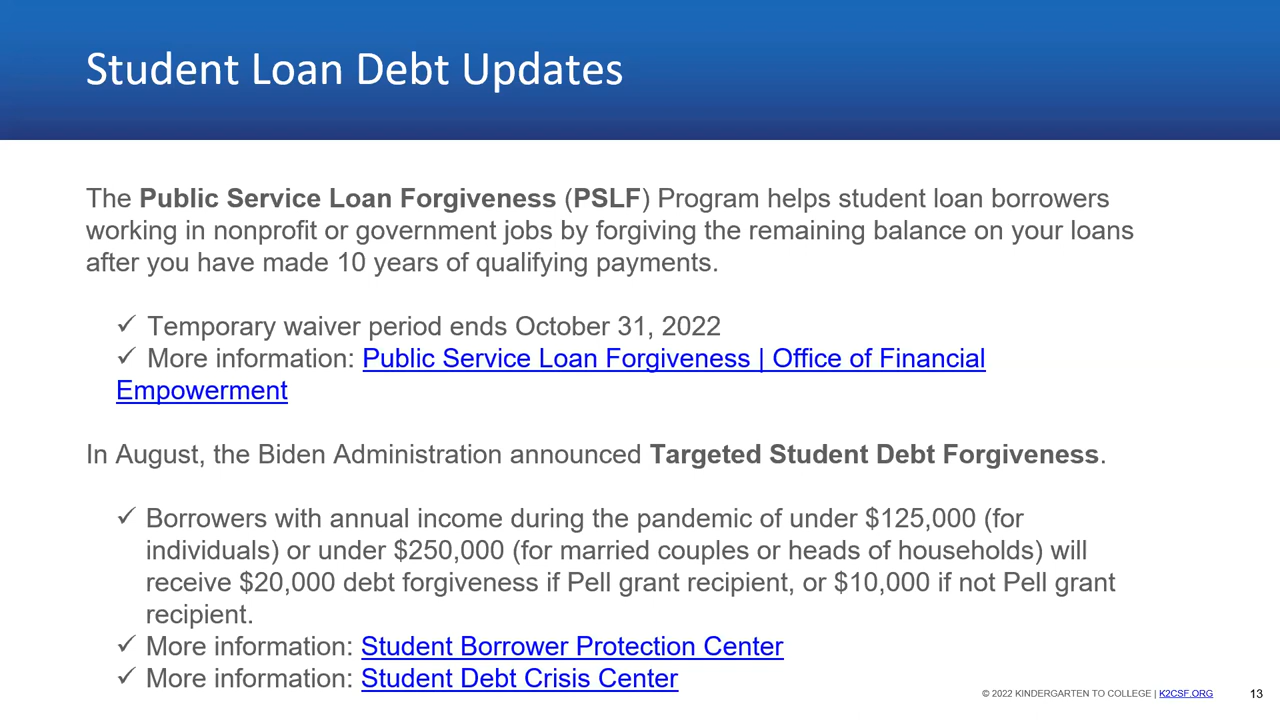 Student Loan Debt Updates
The Public Service Loan Forgiveness (PSLF) Program helps student loan borrowers
working in nonprofit or government jobs by forgiving the remaining balance on your loans
after you have made 10 years of qualifying payments.
✓ Temporary waiver period ends October 31, 2022
✓ More information: Public Service Loan Forgiveness | Office of Financial
Empowerment
In August, the Biden Administration announced Targeted Student Debt Forgiveness.
✓ Borrowers with annual income during the pandemic of under $125,000 (for
individuals) or under $250,000 (for married couples or heads of households) will
receive $20,000 debt forgiveness if Pell grant recipient, or $10,000 if not Pell grant
recipient.
✓ More information: Student Borrower Protection Center
✓ More information: Student Debt Crisis Center
© 2022 KINDERGARTEN TO COLLEGE | K2CSF.ORG 13